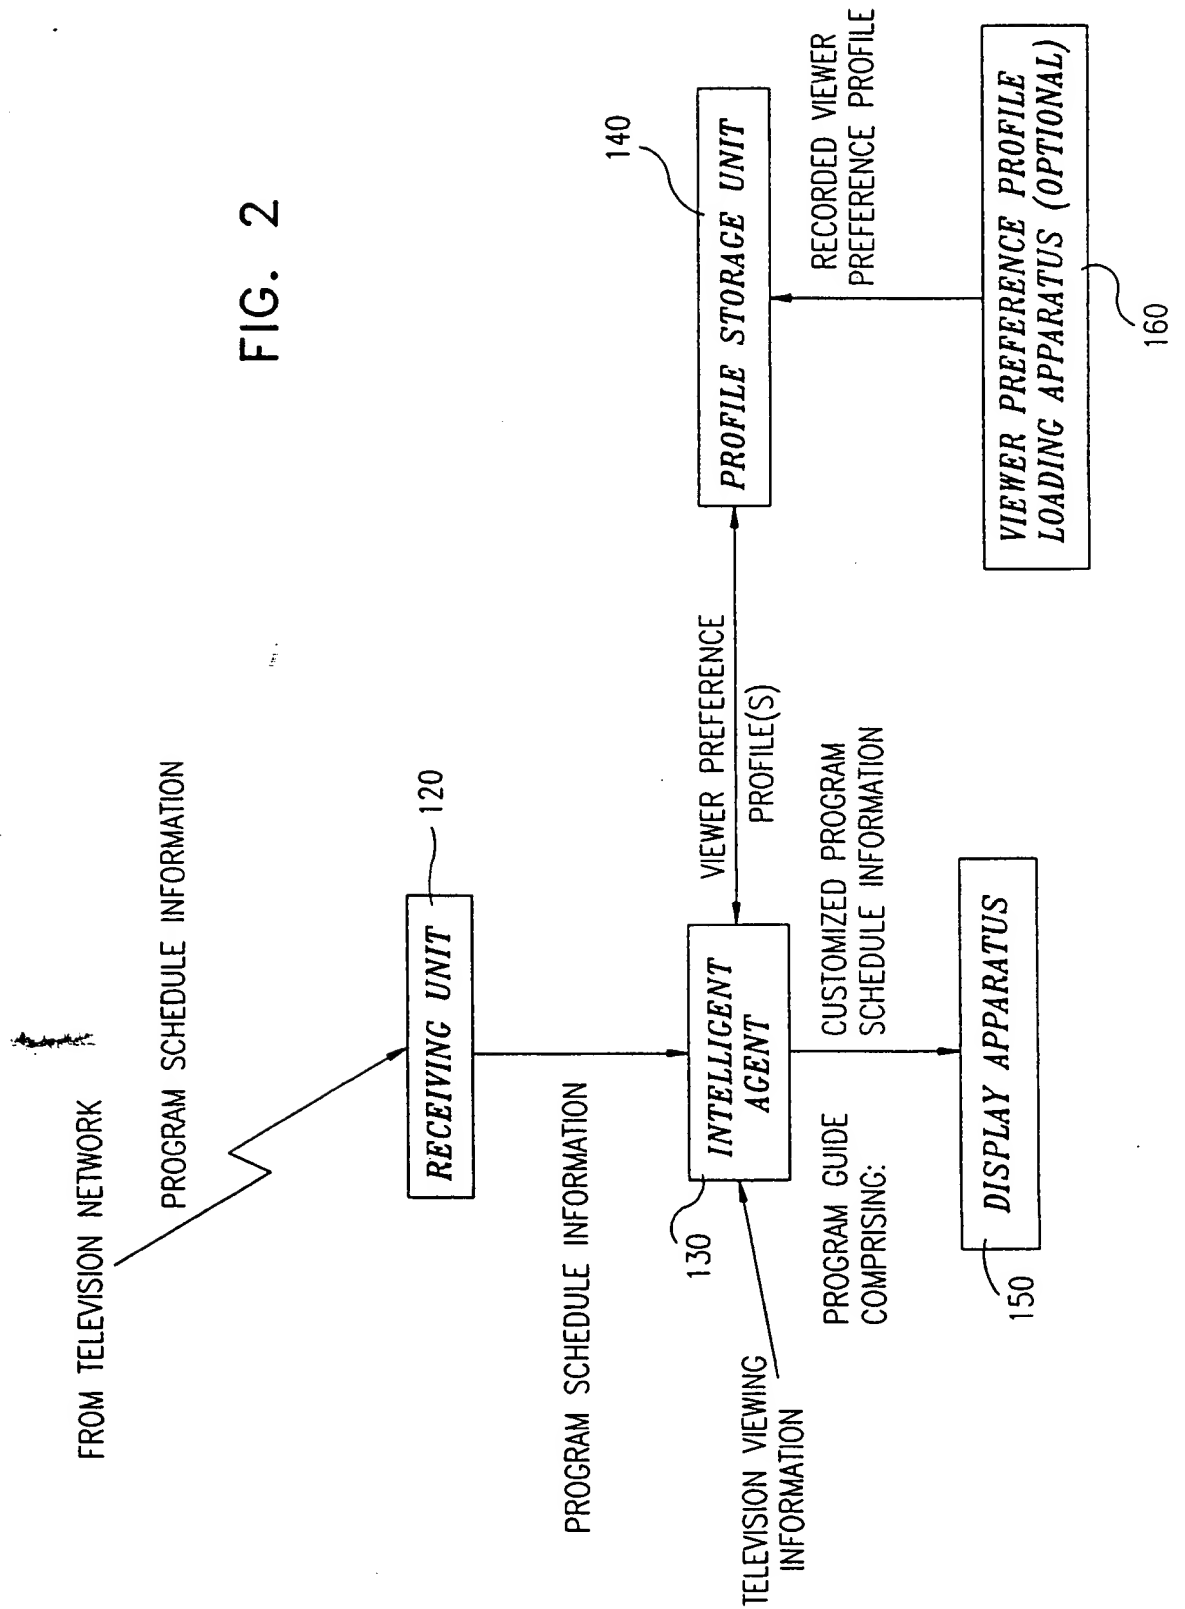 FIG. 2
FROM TELEVISION NETWORK
PROGRAM SCHEDULE INFORMATION
120
RECEIVING UNIT
PROGRAM SCHEDULE INFORMATION
140
PROFILE STORAGE UNIT
VIEWER PREFERENCE
PROFILE(S)
130
INTELLIGENT
AGENT
TELEVISION VIEWING
INFORMATION
PROGRAM GUIDE
COMPRISING:
CUSTOMIZED PROGRAM
SCHEDULE INFORMATION
RECORDED VIEWER
PREFERENCE PROFILE
150
DISPLAY APPARATUS
VIEWER PREFERENCE PROFILE
LOADING APPARATUS (OPTIONAL)
160